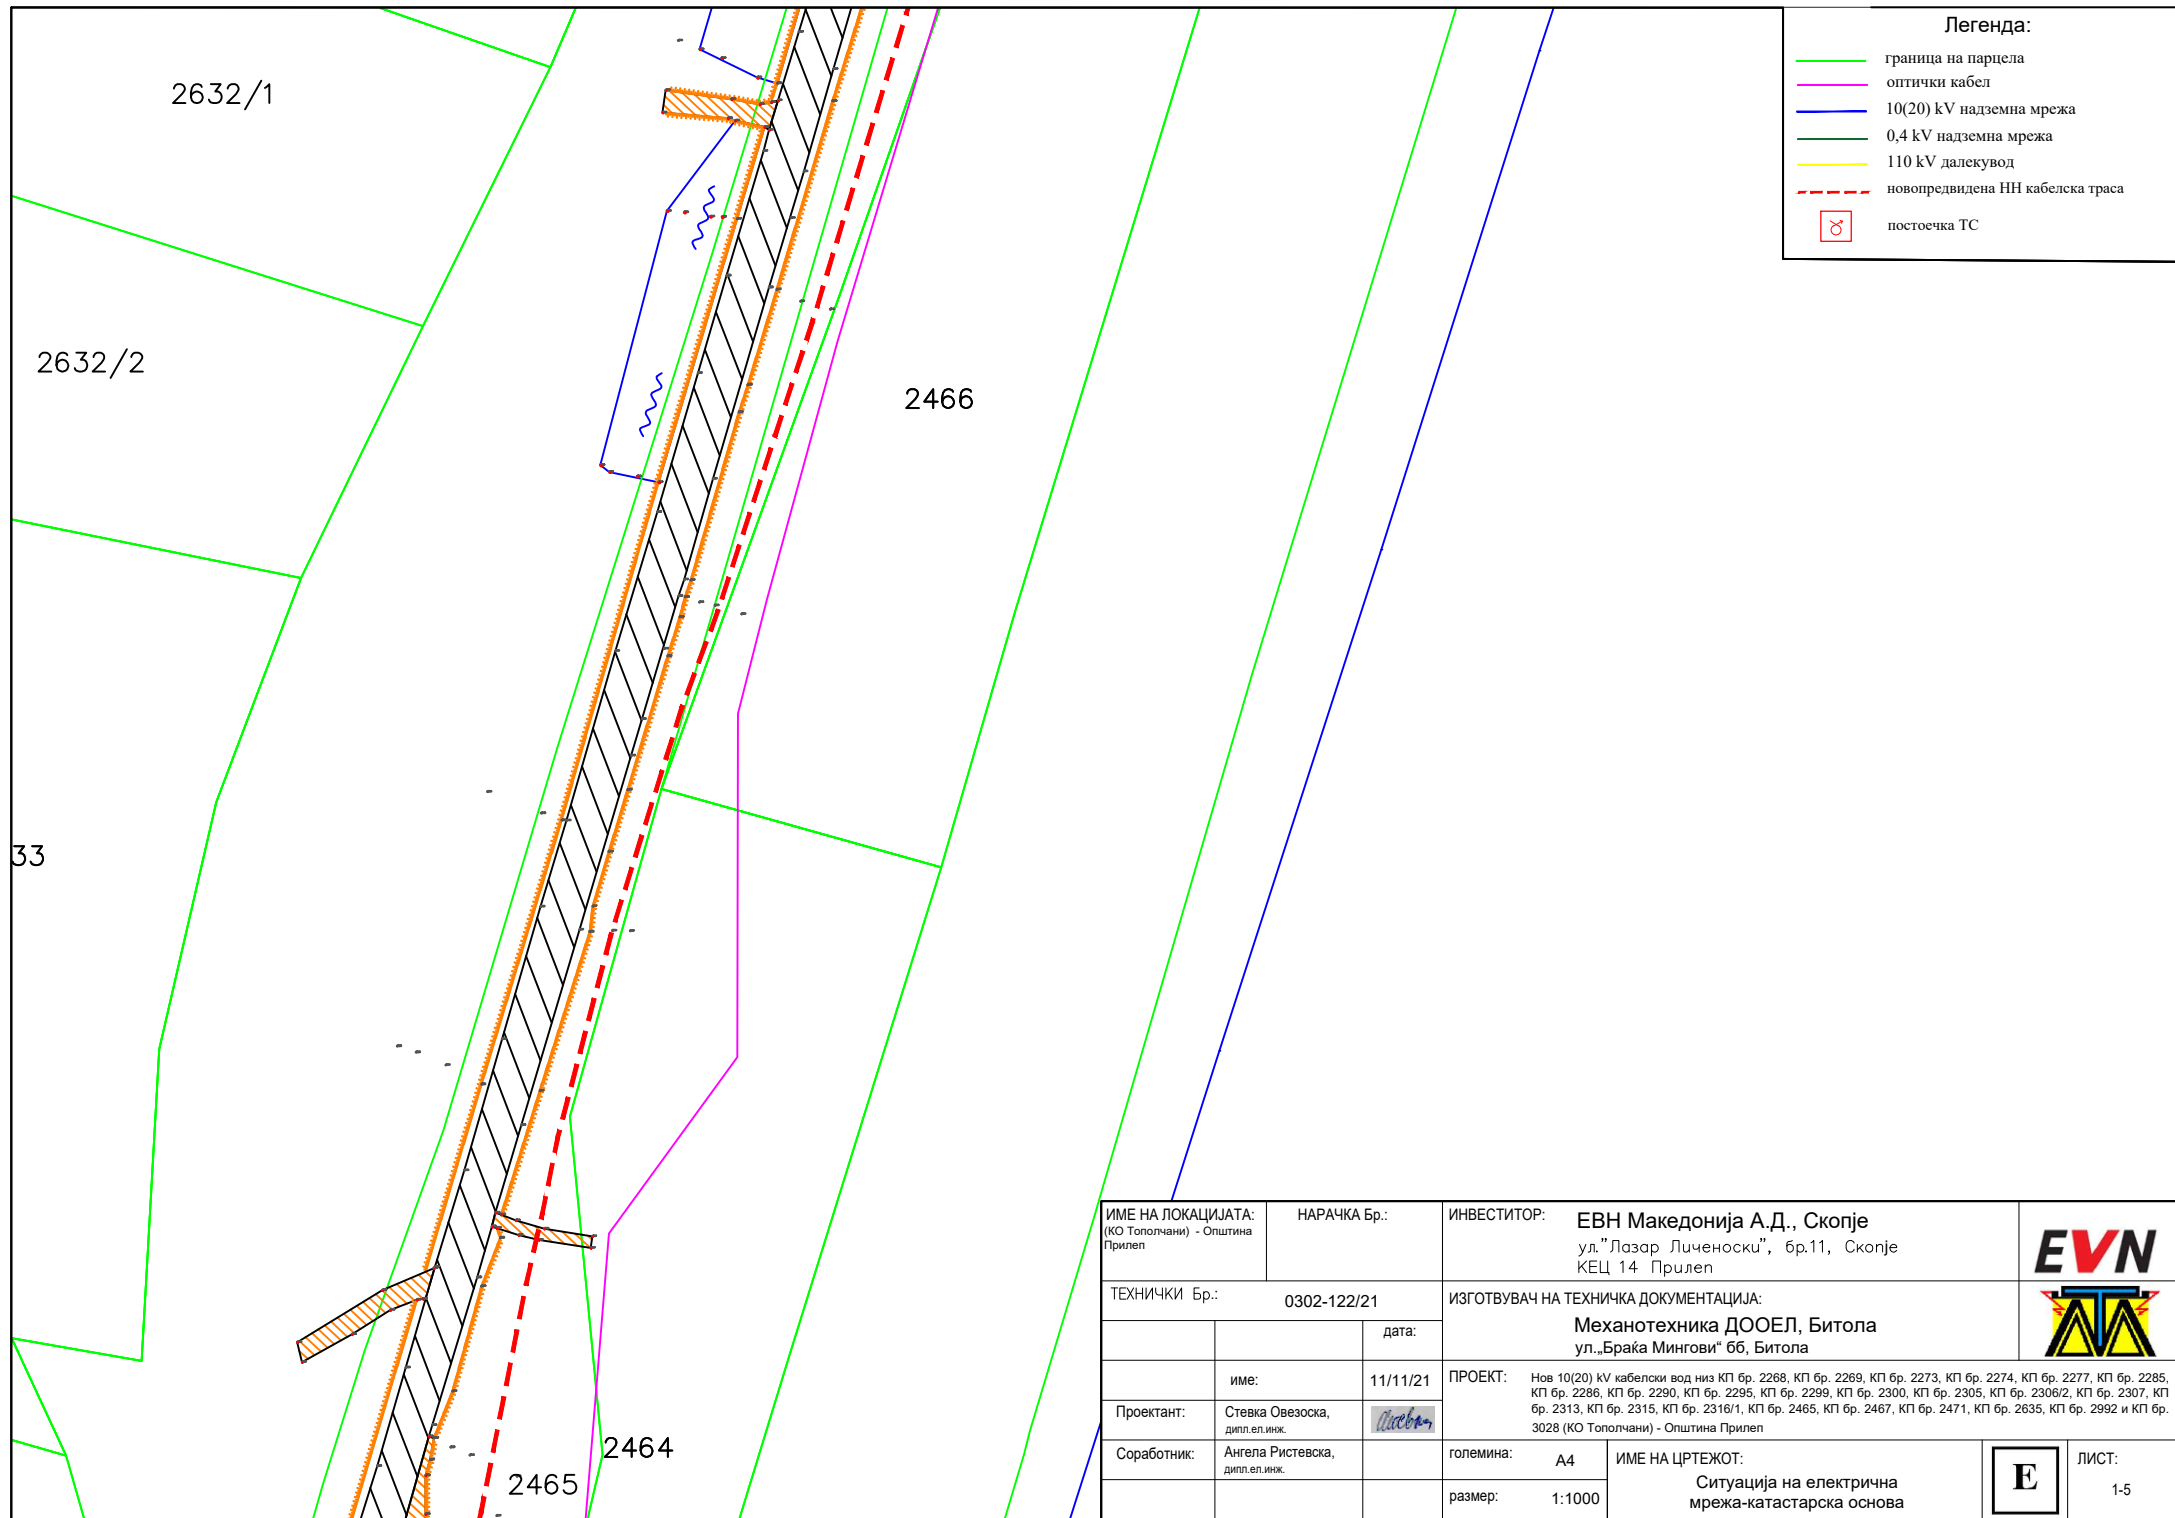 Легенда:
граница на парцела
оптички кабел
10(20) kV надземна мрежа
0,4 kV надземна мрежа
110 kV далекувод
новопредвидена НН кабелска траса
постоечка ТС
2632/1
2632/2
2466
33
2464
2465
ИМЕ НА ЛОКАЦИЈАТА:
(КО Тополчани) - Општина
Прилеп
НАРАЧКА Бр.:
ИНВЕСТИТОР:
ЕВН Македонија А.Д., Скопје
ул."Лазар Личеноски", бр.11, Скопје
КЕЦ 14 Прилеп
EVN
ТЕХНИЧКИ Бр.:
0302-122/21
ИЗГОТВУВАЧ НА ТЕХНИЧКА ДОКУМЕНТАЦИЈА:
Механотехника ДООЕЛ, Битола
ул.„Браќа Мингови“ бб, Битола
дата:
име:
11/11/21
ПРОЕКТ:
Нов 10(20) kV кабелски вод низ КП бр. 2268, КП бр. 2269, КП бр. 2273, КП бр. 2274, КП бр. 2277, КП бр. 2285,
КП бр. 2286, КП бр. 2290, КП бр. 2295, КП бр. 2299, КП бр. 2300, КП бр. 2305, КП бр. 2306/2, КП бр. 2307, КП
бр. 2313, КП бр. 2315, КП бр. 2316/1, КП бр. 2465, КП бр. 2467, КП бр. 2471, КП бр. 2635, КП бр. 2992 и КП бр.
3028 (КО Тополчани) - Општина Прилеп
Проектант:
Стевка Овезоска,
дипл.ел.инж.
Соработник:
Ангела Ристевска,
дипл.ел.инж.
големина:
А4
размер:
1:1000
ИМЕ НА ЦРТЕЖОТ:
Ситуација на електрична
мрежа-катастарска основа
Е
ЛИСТ:
1-5